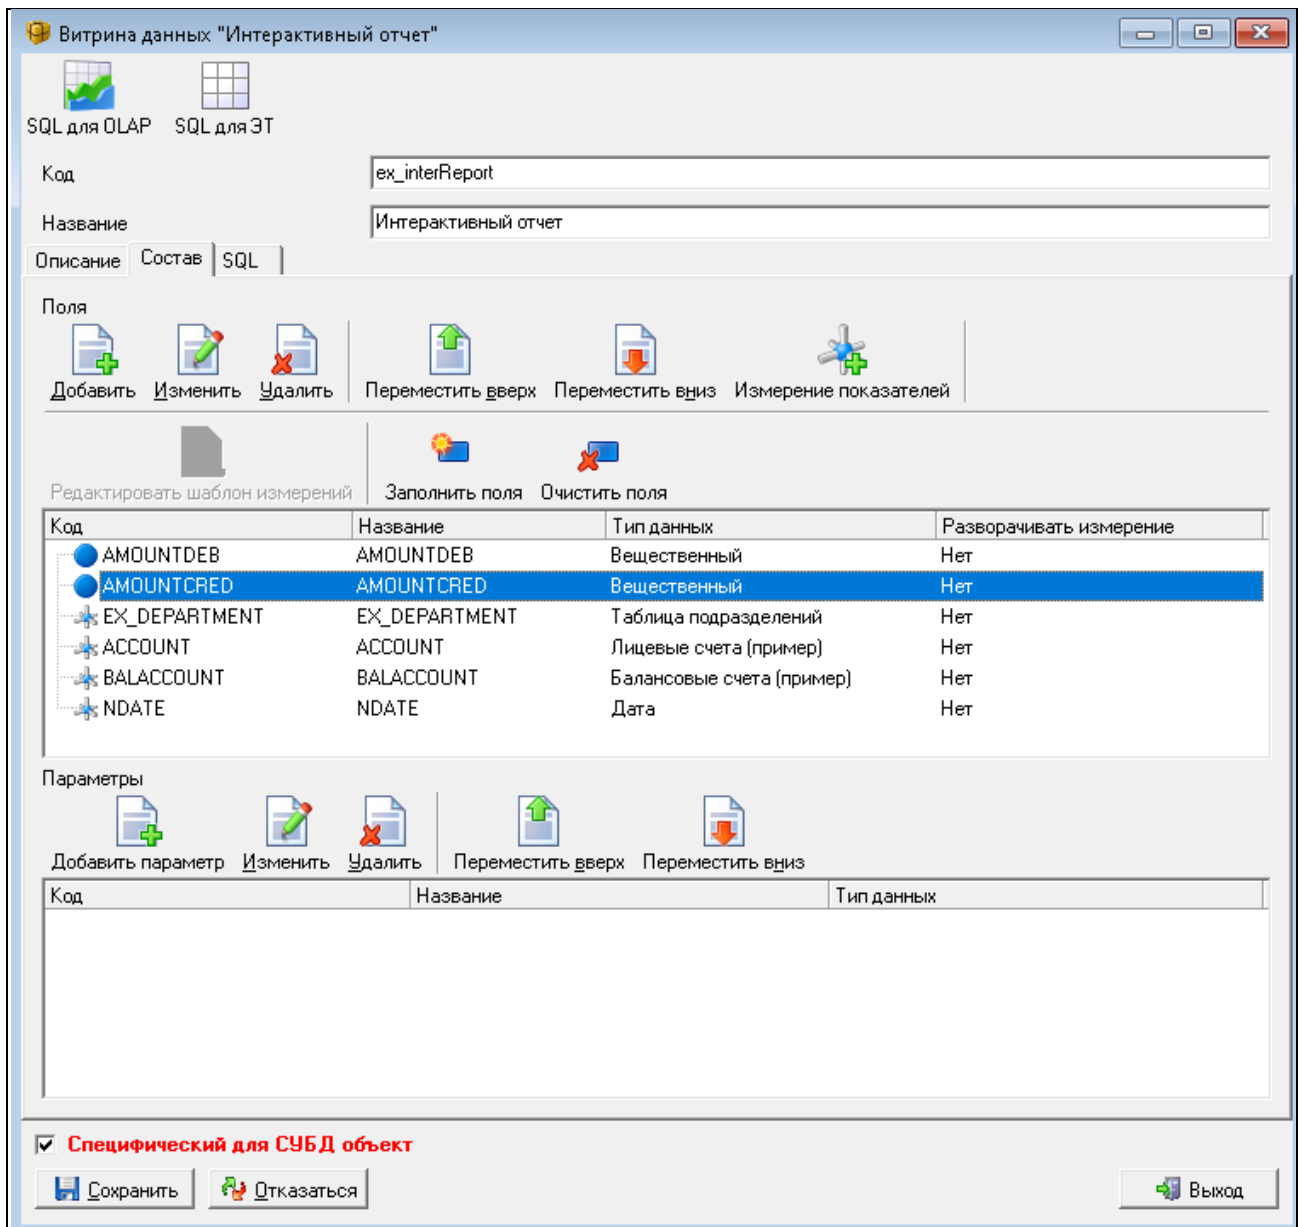 Витрина данных "Интерактивный отчет"
SQL для OLAP SQL для ЭТ
Код ex_interReport
Название Интерактивный отчет
Описание Состав SQL
Поля
Добавить Изменить Удалить Переместить вверх Переместить вниз Измерение показателей
Редактировать шаблон измерений Заполнить поля Очистить поля
Код Название Тип данных Разворачивать измерение
AMOUNTDEB AMOUNTDEB Вещественный Нет
AMOUNTCRED AMOUNTCRED Вещественный Нет
EX_DEPARTMENT EX_DEPARTMENT Таблица подразделений Нет
ACCOUNT ACCOUNT Лицевые счета (пример) Нет
BALACCOUNT BALACCOUNT Балансовые счета (пример) Нет
NDATE NDATE Дата Нет
Параметры
Добавить параметр Изменить Удалить Переместить вверх Переместить вниз
Код Название Тип данных
Специфический для СУБД объект
Сохранить Отказаться Выход